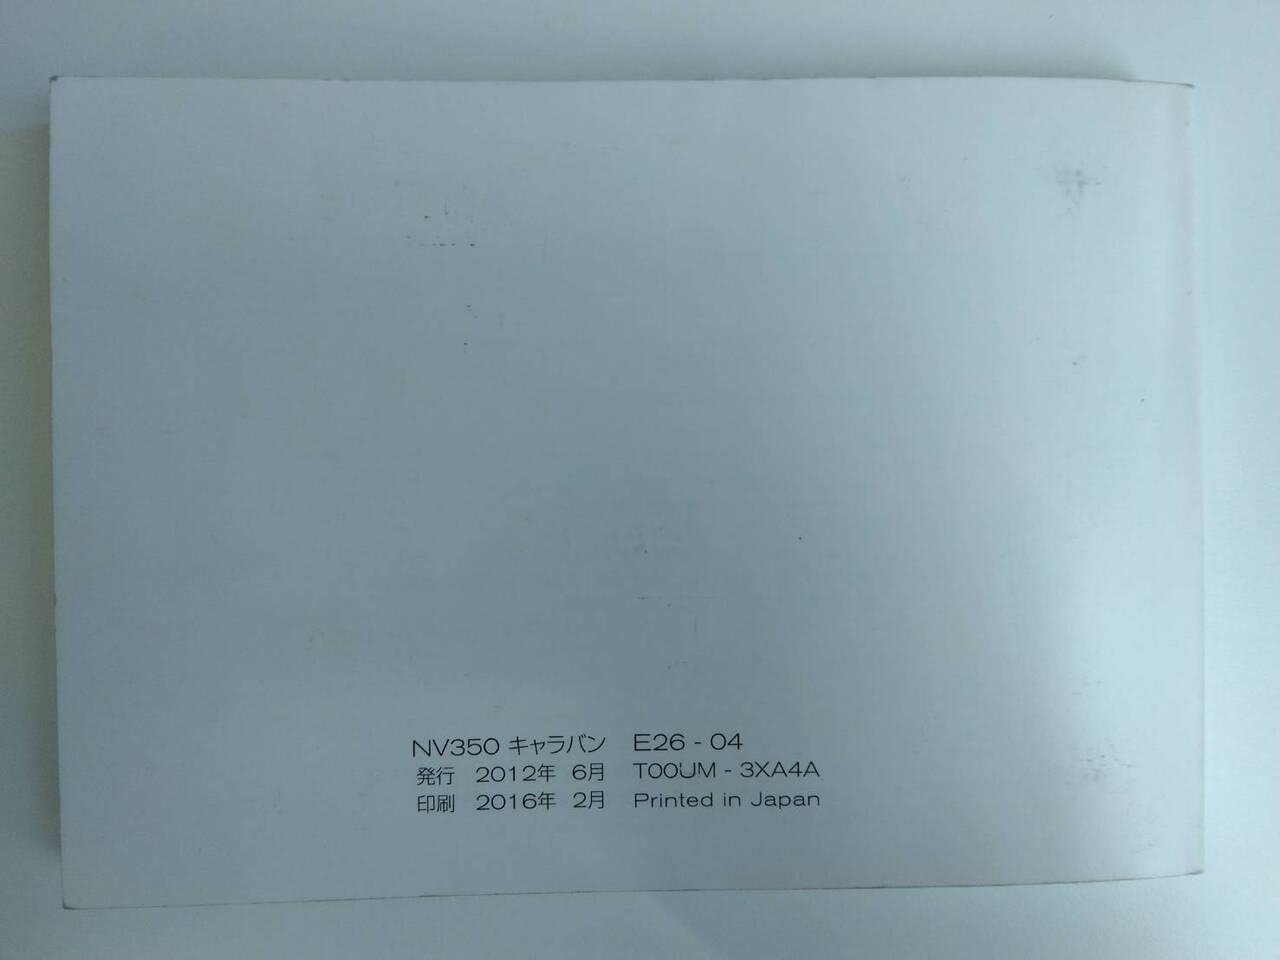 NV350 キャラバン E26 - 04
発行 2012年 6月 T00UM - 3XA4A
印刷 2016年 2月 Printed in Japan